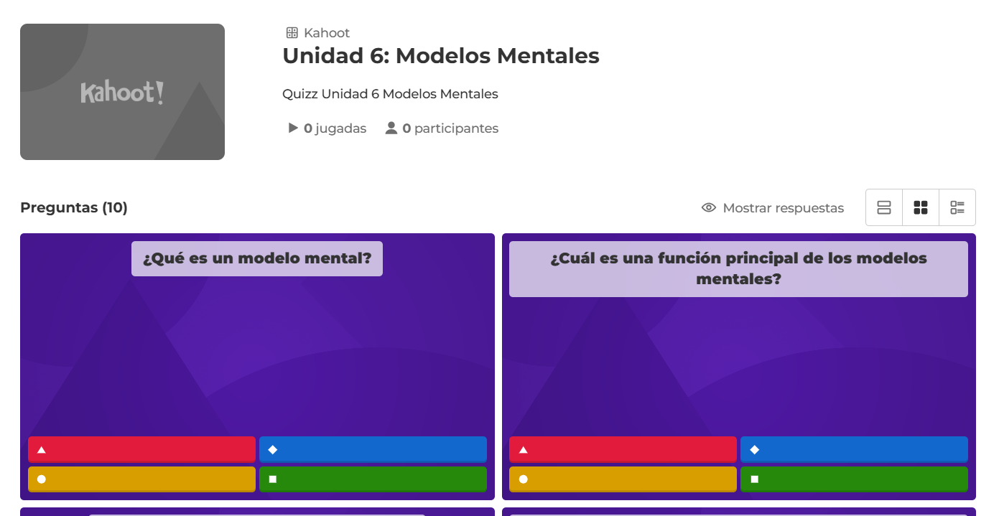 Kahoot!
Kahoot
Unidad 6: Modelos Mentales
Quizz Unidad 6 Modelos Mentales
0 jugadas 0 participantes
Preguntas (10)
Mostrar respuestas
¿Qué es un modelo mental?
¿Cuál es una función principal de los modelos
mentales?